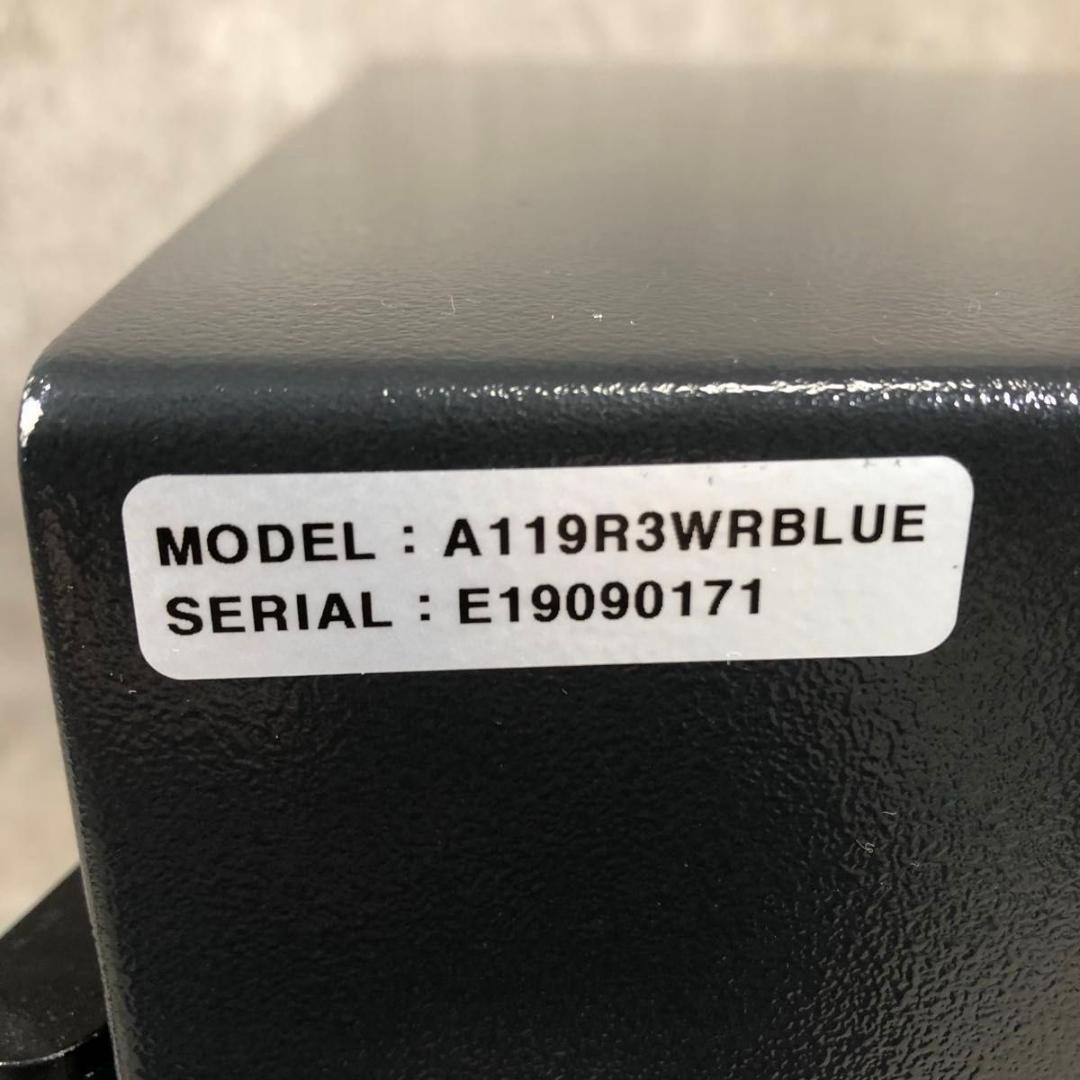 MODEL : A119R3WRBLUE
SERIAL : E19090171